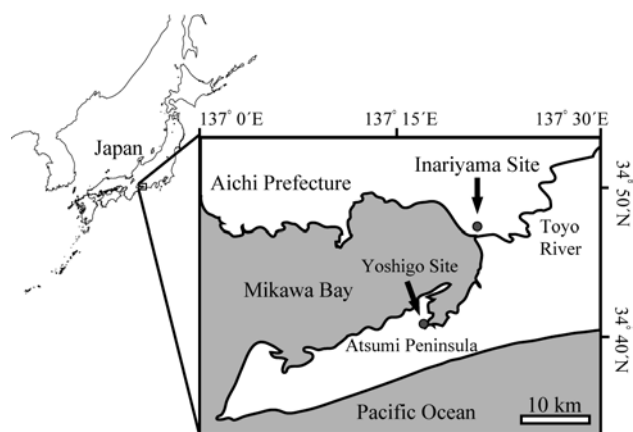 137° 0´E
137° 15´E
137° 30´E
Japan
Inariyama Site
Aichi Prefecture
34° 50´N
Toyo
River
Yoshigo Site
Mikawa Bay
34° 40´N
Atsumi Peninsula
Pacific Ocean
10 km